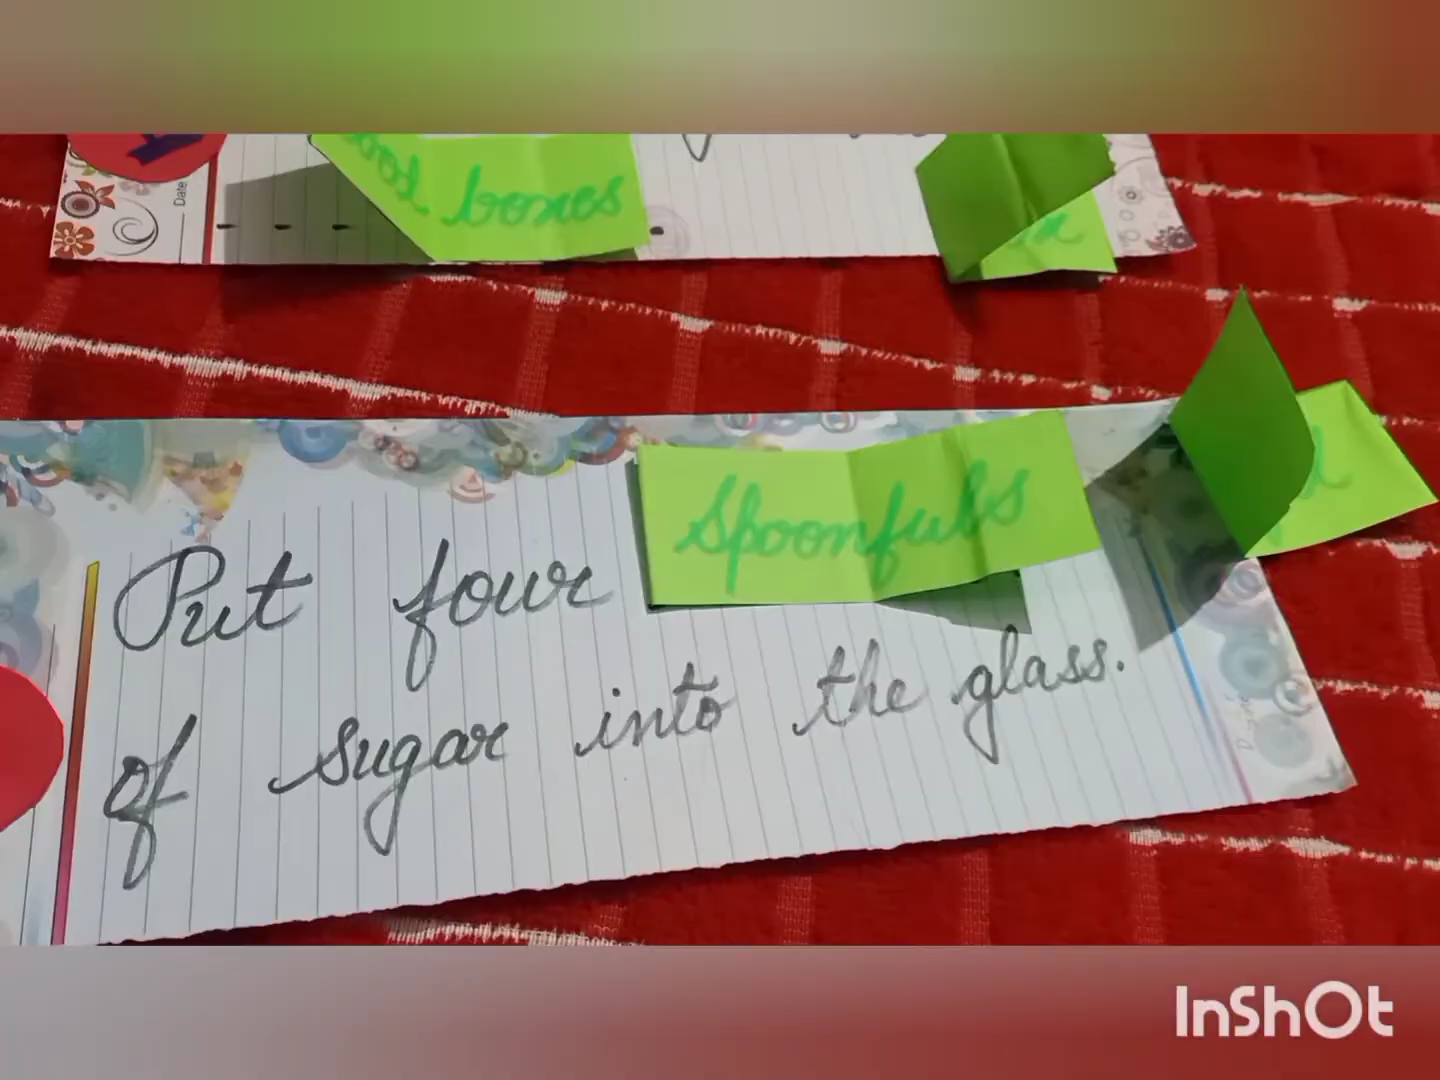 Date
boxes
Put four Spoonfuls
of sugar into the glass.
InShOt